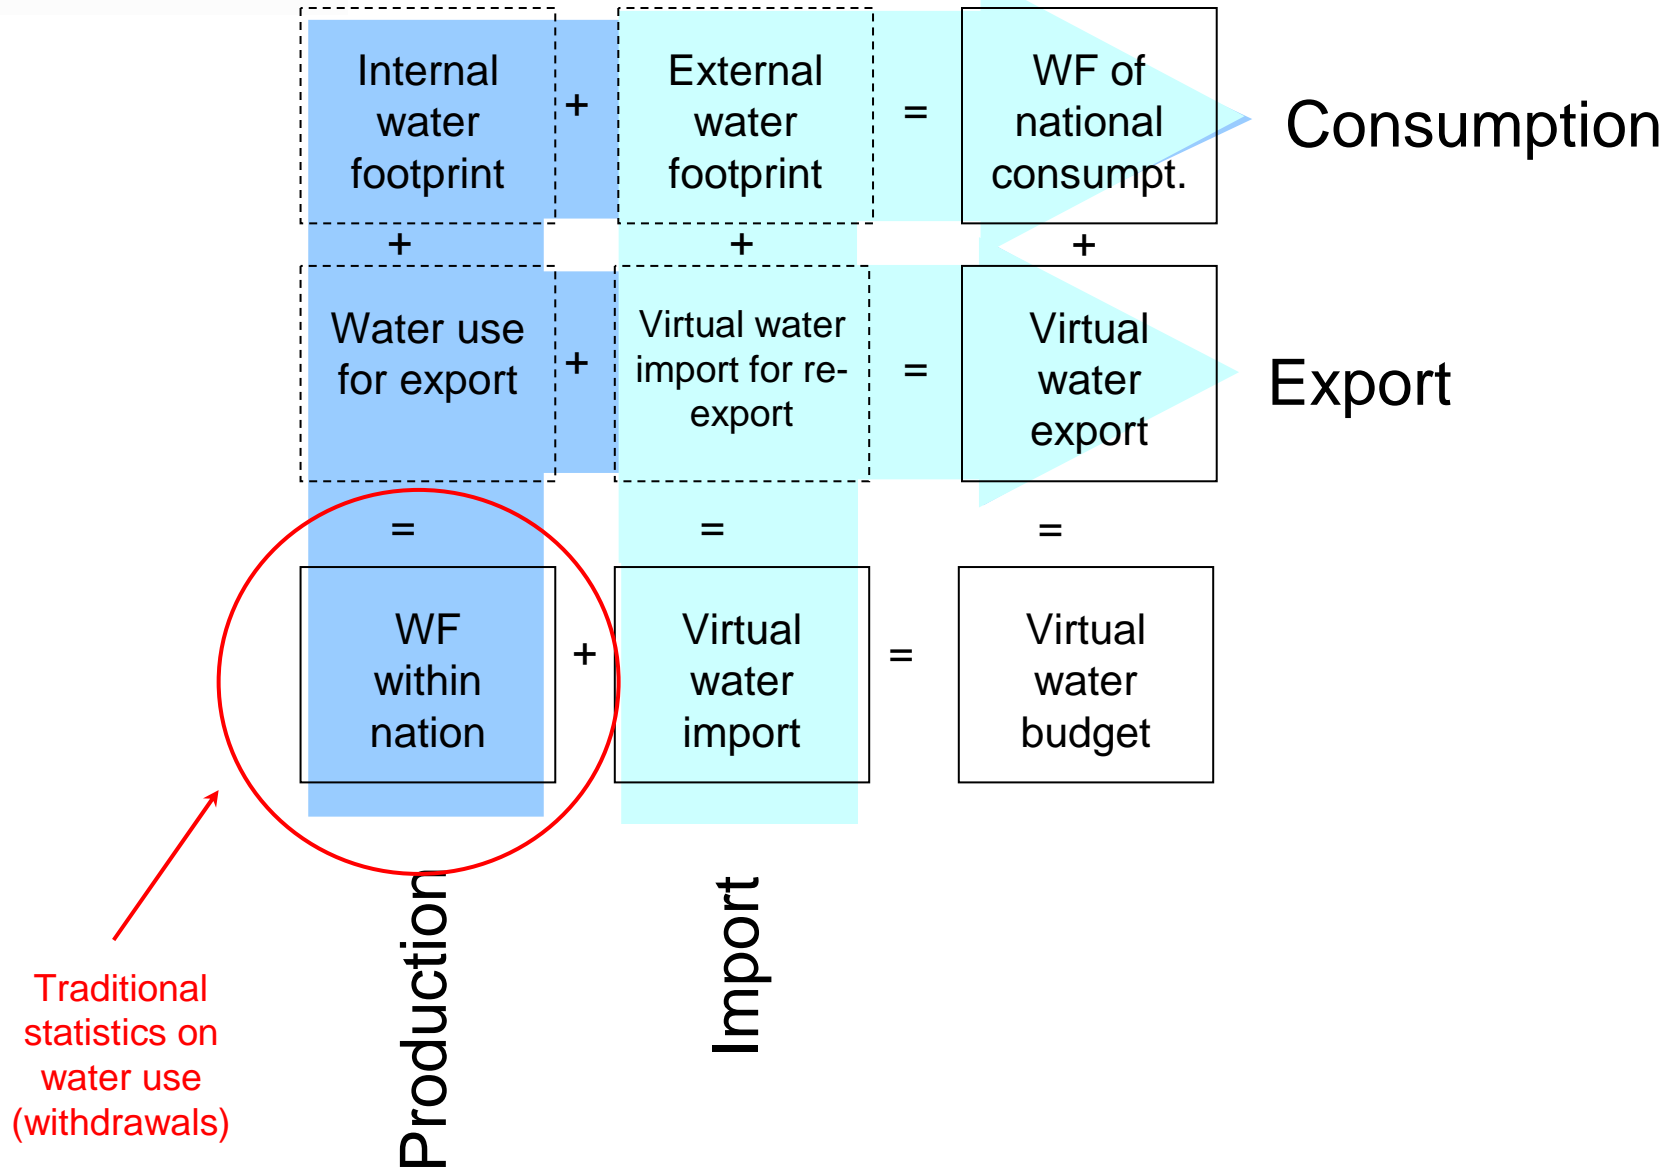 Internal
water
footprint
+
External
water
footprint
=
WF of
national
consumpt.
Consumption
+
+
+
Water use
for export
+
Virtual water
import for re-
export
=
Virtual
water
export
Export
=
=
=
WF
within
nation
+
Virtual
water
import
=
Virtual
water
budget
Production
Import
Traditional
statistics on
water use
(withdrawals)